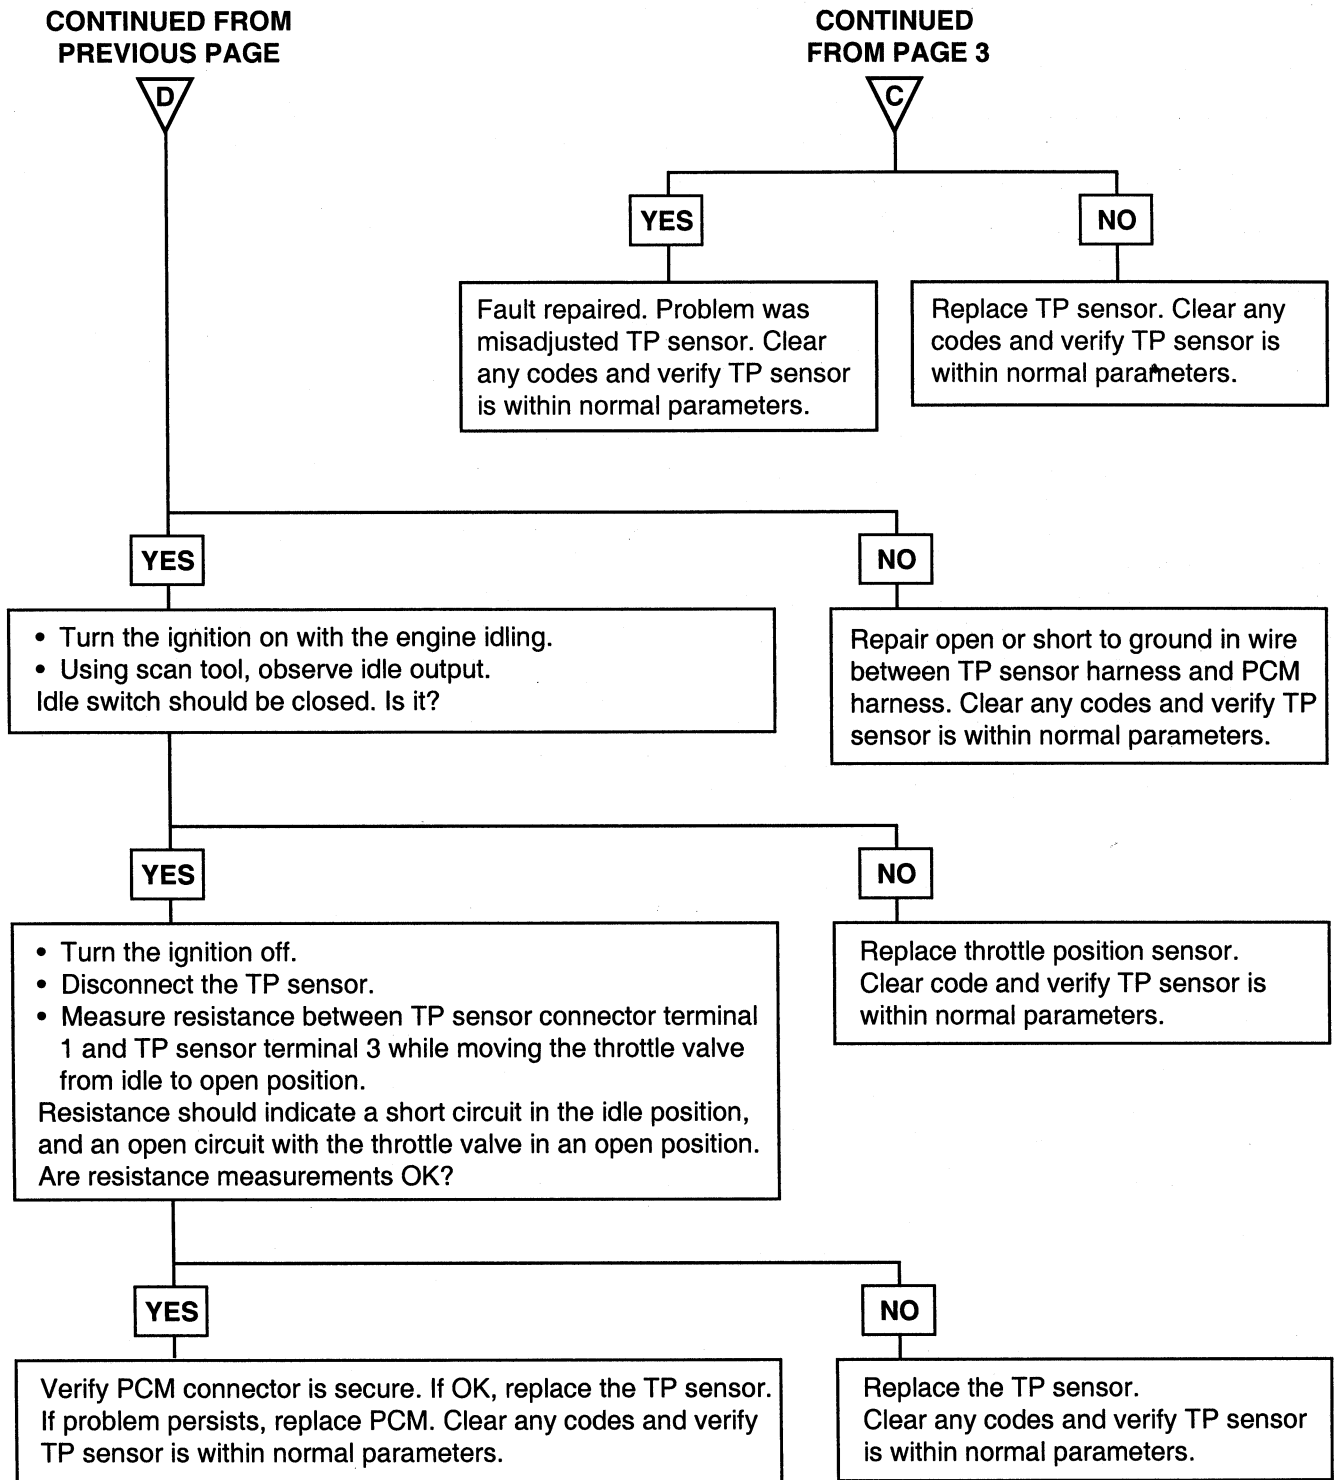 CONTINUED FROM
PREVIOUS PAGE
D
CONTINUED
FROM PAGE 3
C
YES
NO
Fault repaired. Problem was
misadjusted TP sensor. Clear
any codes and verify TP sensor
is within normal parameters.
Replace TP sensor. Clear any
codes and verify TP sensor is
within normal parameters.
YES
NO
• Turn the ignition on with the engine idling.
• Using scan tool, observe idle output.
Idle switch should be closed. Is it?
Repair open or short to ground in wire
between TP sensor harness and PCM
harness. Clear any codes and verify TP
sensor is within normal parameters.
YES
NO
• Turn the ignition off.
• Disconnect the TP sensor.
• Measure resistance between TP sensor connector terminal
1 and TP sensor terminal 3 while moving the throttle valve
from idle to open position.
Resistance should indicate a short circuit in the idle position,
and an open circuit with the throttle valve in an open position.
Are resistance measurements OK?
Replace throttle position sensor.
Clear code and verify TP sensor is
within normal parameters.
YES
NO
Verify PCM connector is secure. If OK, replace the TP sensor.
If problem persists, replace PCM. Clear any codes and verify
TP sensor is within normal parameters.
Replace the TP sensor.
Clear any codes and verify TP sensor
is within normal parameters.